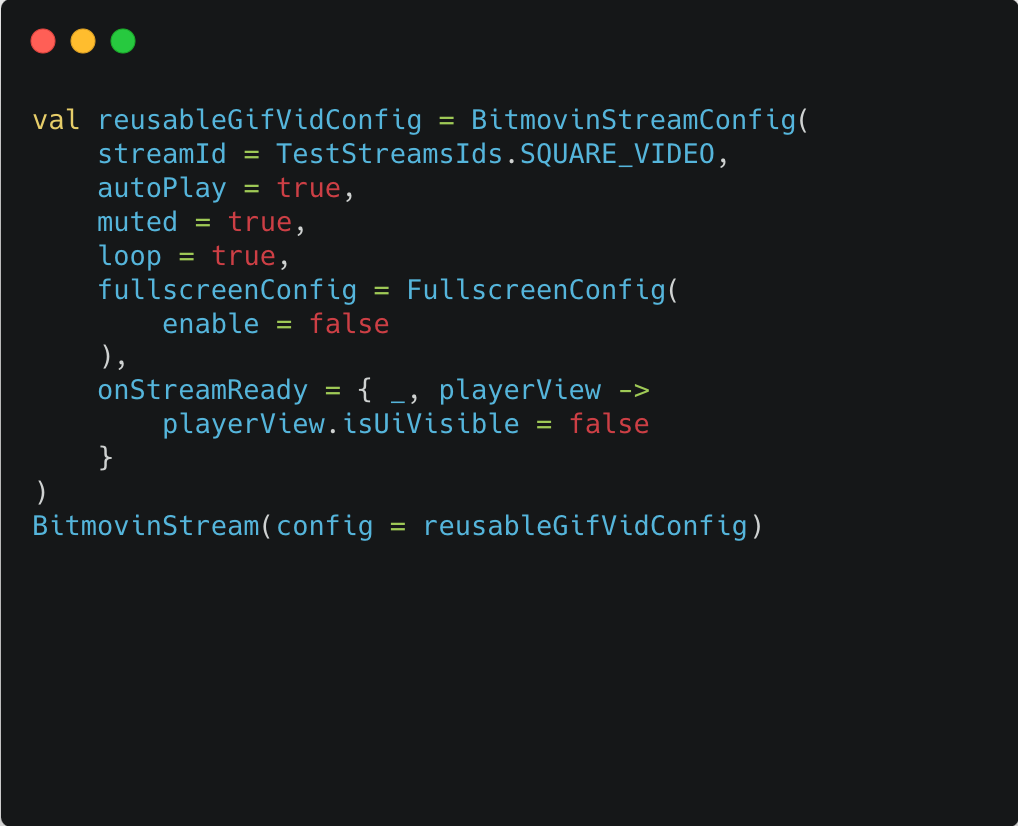 val reusableGifVidConfig = BitmovinStreamConfig(
    streamId = TestStreamsIds.SQUARE_VIDEO,
    autoPlay = true,
    muted = true,
    loop = true,
    fullscreenConfig = FullscreenConfig(
        enable = false
    ),
    onStreamReady = { _, playerView ->
        playerView.isUiVisible = false
    }
)
BitmovinStream(config = reusableGifVidConfig)